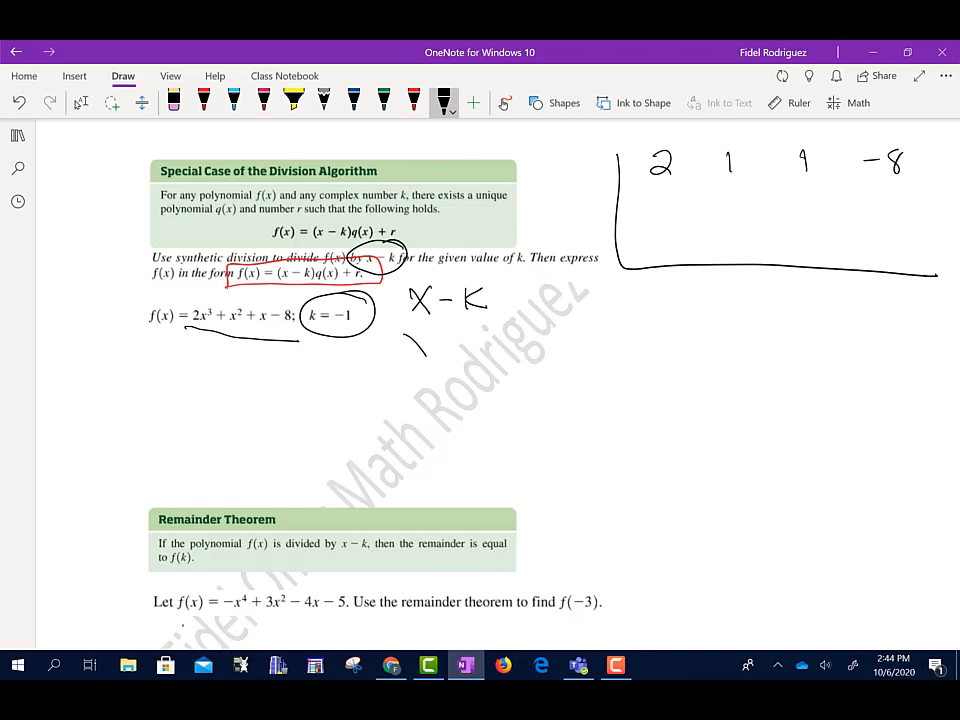 OneNote for Windows 10
Fidel Rodriguez
Home Insert Draw View Help Class Notebook
Share
Shapes Ink to Shape Ink to Text Ruler Math
Special Case of the Division Algorithm
For any polynomial f(x) and any complex number k, there exists a unique
polynomial q(x) and number r such that the following holds.
f(x) = (x − k)q(x) + r
Use synthetic division to divide f(x) by x − k for the given value of k. Then express
f(x) in the form f(x) = (x − k)q(x) + r.
f(x) = 2x³ + x² + x − 8; k = −1
X − K
2 1 1 −8
Math Rodriguez
Remainder Theorem
If the polynomial f(x) is divided by x − k, then the remainder is equal
to f(k).
Let f(x) = −x⁴ + 3x² − 4x − 5. Use the remainder theorem to find f(−3).
2:44 PM
10/6/2020